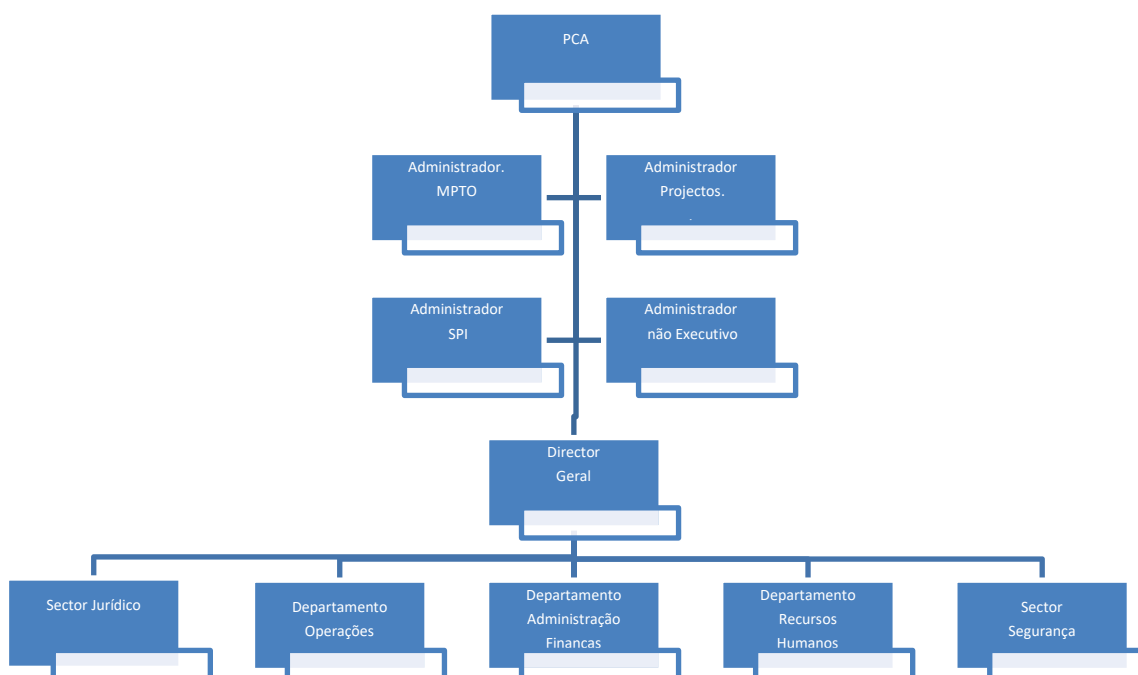 PCA
Administrador.
MPTO
Administrador
Projectos.
.
Administrador
SPI
Administrador
não Executivo
Director
Geral
Sector Jurídico
Departamento
Operações
Departamento
Administração
Financas
Departamento
Recursos
Humanos
Sector
Segurança